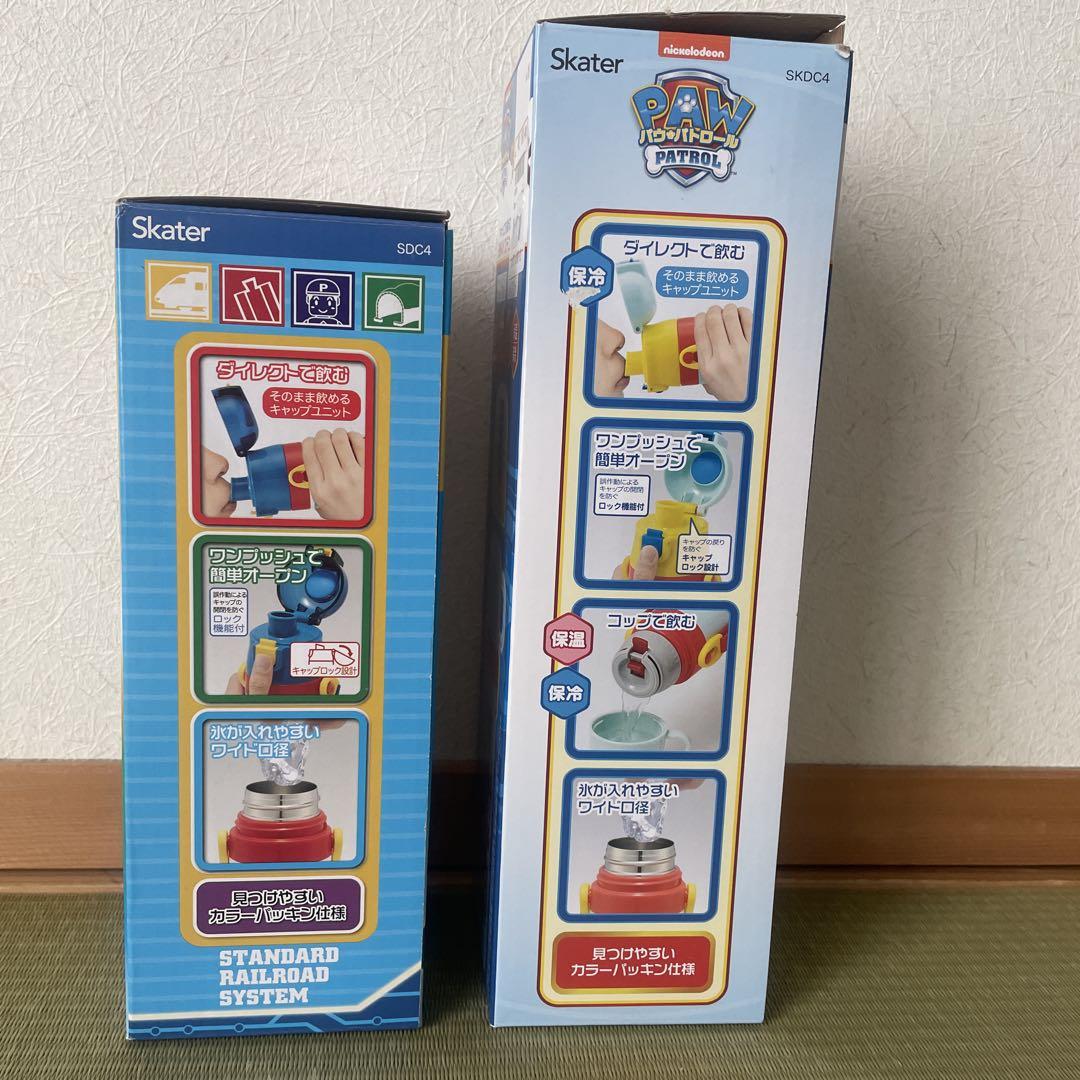 Skater
SDC4
P
ダイレクトで飲む
そのまま飲める
キャップユニット
ワンプッシュで
簡単オープン
誤作動による
キャップの
開閉を防ぐ
ロック
機能付
キャップロック設計
氷が入れやすい
ワイド口径
見つけやすい
カラーパッキン仕様
STANDARD
RAILROAD
SYSTEM
nickelodeon
Skater
SKDC4
PAW
パウ・パトロール
PATROL
ダイレクトで飲む
保冷
そのまま飲める
キャップユニット
ワンプッシュで
簡単オープン
誤作動による
キャップの開閉
を防ぐ
ロック機能付
キャップの戻り
を防ぐ
キャップ
ロック設計
コップで飲む
保温
保冷
氷が入れやすい
ワイド口径
見つけやすい
カラーパッキン仕様